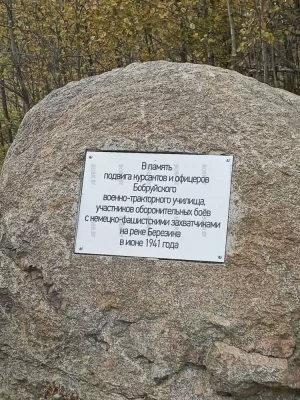 В память
подвига курсантов и офицеров
Бобруйского
военно-тракторного училища,
участников оборонительных боёв
с немецко-фашистскими захватчиками
на реке Березина
в июне 1941 года